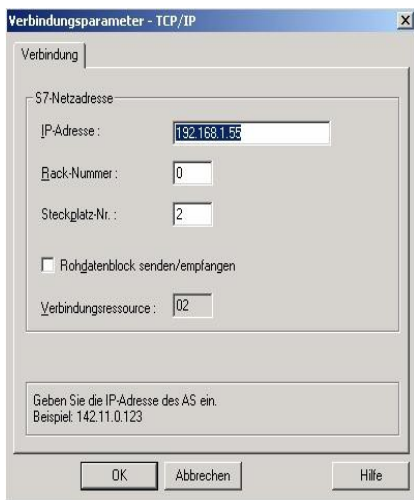 Verbindungsparameter - TCP/IP
Verbindung
S7-Netzadresse
IP-Adresse : 192.168.1.55
Rack-Nummer : 0
Steckplatz-Nr. : 2
Rohdatenblock senden/empfangen
Verbindungsressource : 02
Geben Sie die IP-Adresse des AS ein.
Beispiel: 142.11.0.123
OK Abbrechen Hilfe